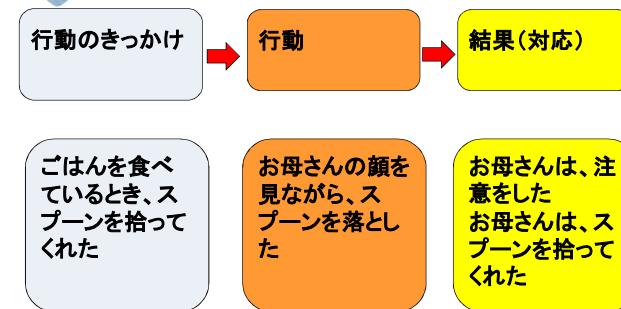 行動のきっかけ
行動
結果（対応）
ごはんを食べ
ているとき、ス
プーンを拾って
くれた
お母さんの顔を
見ながら、ス
プーンを落とし
た
お母さんは、注
意をした
お母さんは、ス
プーンを拾って
くれた